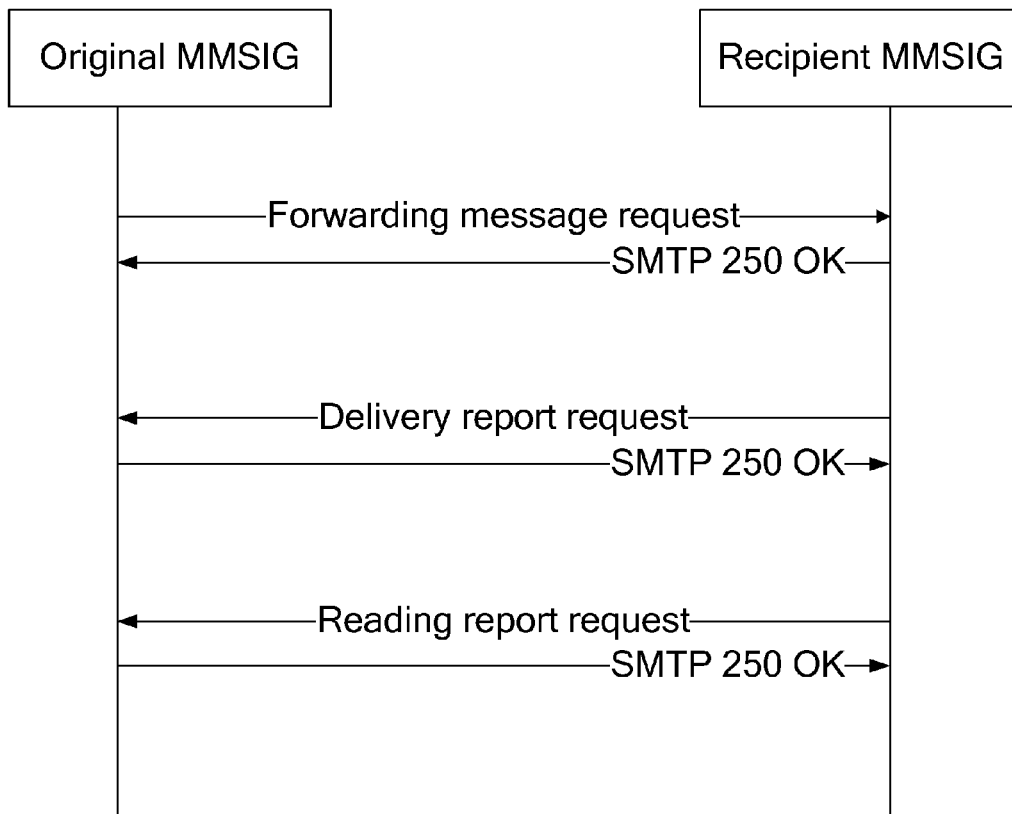 Original MMSIG
Recipient MMSIG
Forwarding message request
SMTP 250 OK
Delivery report request
SMTP 250 OK
Reading report request
SMTP 250 OK